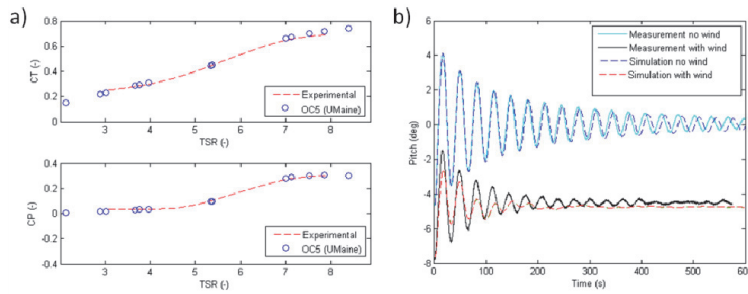 a)
0.8
0.6
0.4
0.2
0
CT (-)
3 4 5 6 7 8
TSR (-)
Experimental
OC5 (UMaine)
0.4
0.2
0
-0.2
-0.4
CP (-)
3 4 5 6 7 8
TSR (-)
Experimental
OC5 (UMaine)
b)
6
4
2
0
-2
-4
-6
-8
Pitch (deg)
0 100 200 300 400 500 600
Time (s)
Measurement no wind
Measurement with wind
Simulation no wind
Simulation with wind